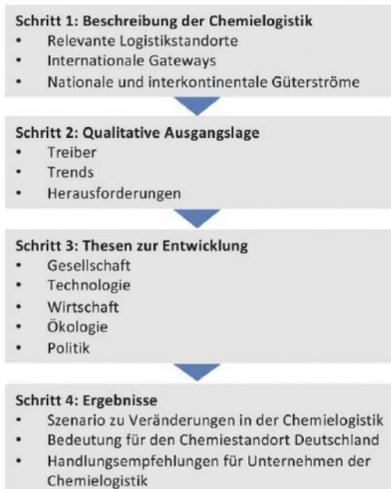 Schritt 1: Beschreibung der Chemielogistik
• Relevante Logistikstandorte
• Internationale Gateways
• Nationale und interkontinentale Güterströme
Schritt 2: Qualitative Ausgangslage
• Treiber
• Trends
• Herausforderungen
Schritt 3: Thesen zur Entwicklung
• Gesellschaft
• Technologie
• Wirtschaft
• Ökologie
• Politik
Schritt 4: Ergebnisse
• Szenario zu Veränderungen in der Chemielogistik
• Bedeutung für den Chemiestandort Deutschland
• Handlungsempfehlungen für Unternehmen der
Chemielogistik